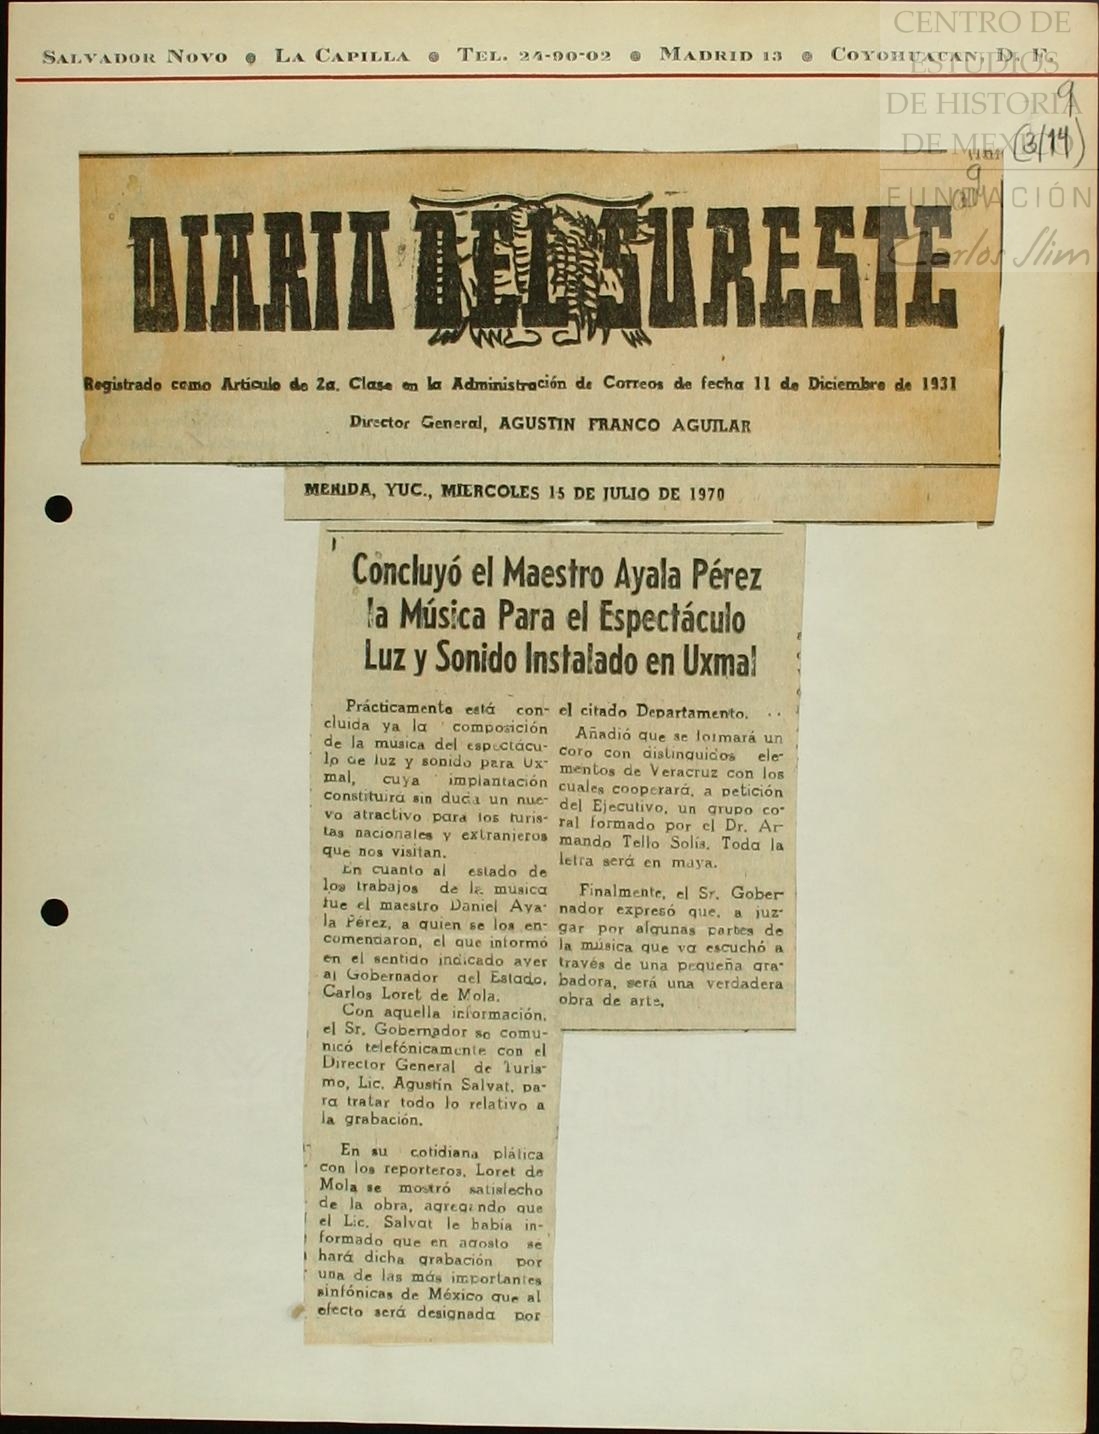 SALVADOR NOVO • LA CAPILLA • TEL. 24-90-02 • MADRID 13 • COYOHUACAN, D. F.
CENTRO DE
ESTUDIOS
DE HISTORIA
DE MEXICO
FUNDACIÓN
Carlos Slim
9
(3/14)
9
DIARIO DEL SURESTE
Registrado como Artículo de 2a. Clase en la Administración de Correos de fecha 11 de Diciembre de 1931
Director General, AGUSTIN FRANCO AGUILAR
MERIDA, YUC., MIERCOLES 15 DE JULIO DE 1970
Concluyó el Maestro Ayala Pérez
la Música Para el Espectáculo
Luz y Sonido Instalado en Uxmal
Prácticamente está con-
cluida ya la composición
de la música del espectácu-
lo de luz y sonido para Ux-
mal, cuya implantación
constituirá sin duda un nue-
vo atractivo para los turis-
tas nacionales y extranjeros
que nos visitan.
En cuanto al estado de
los trabajos de la música
fue el maestro Daniel Aya-
la Pérez, a quien se los en-
comendaron, el que informó
en el sentido indicado ayer
al Gobernador del Estado,
Carlos Loret de Mola.
Con aquella información,
el Sr. Gobernador se comu-
nicó telefónicamente con el
Director General de Turis-
mo, Lic. Agustín Salvat, pa-
ra tratar todo lo relativo a
la grabación.
En su cotidiana plática
con los reporteros, Loret de
Mola se mostró satisfecho
de la obra, agregando que
el Lic. Salvat le había in-
formado que en agosto se
hará dicha grabación por
una de las más importantes
sinfónicas de México que al
efecto será designada por
el citado Departamento.
Añadió que se formará un
coro con distinguidos ele-
mentos de Veracruz con los
cuales cooperará, a petición
del Ejecutivo, un grupo co-
ral formado por el Dr. Ar-
mando Tello Solís. Toda la
letra será en maya.
Finalmente, el Sr. Gober-
nador expresó que, a juz-
gar por algunas partes de
la música que ya escuchó a
través de una pequeña gra-
badora, será una verdadera
obra de arte.